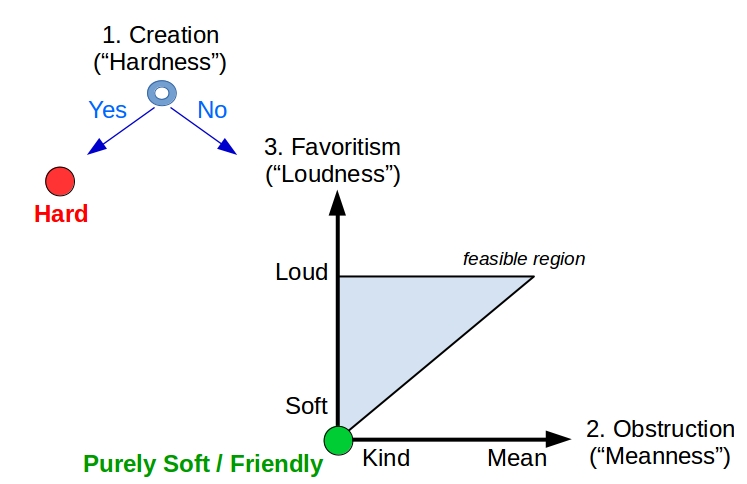 1. Creation
(“Hardness”)
Yes
No
Hard
3. Favoritism
(“Loudness”)
feasible region
Loud
Soft
Purely Soft / Friendly
Kind
Mean
2. Obstruction
(“Meanness”)